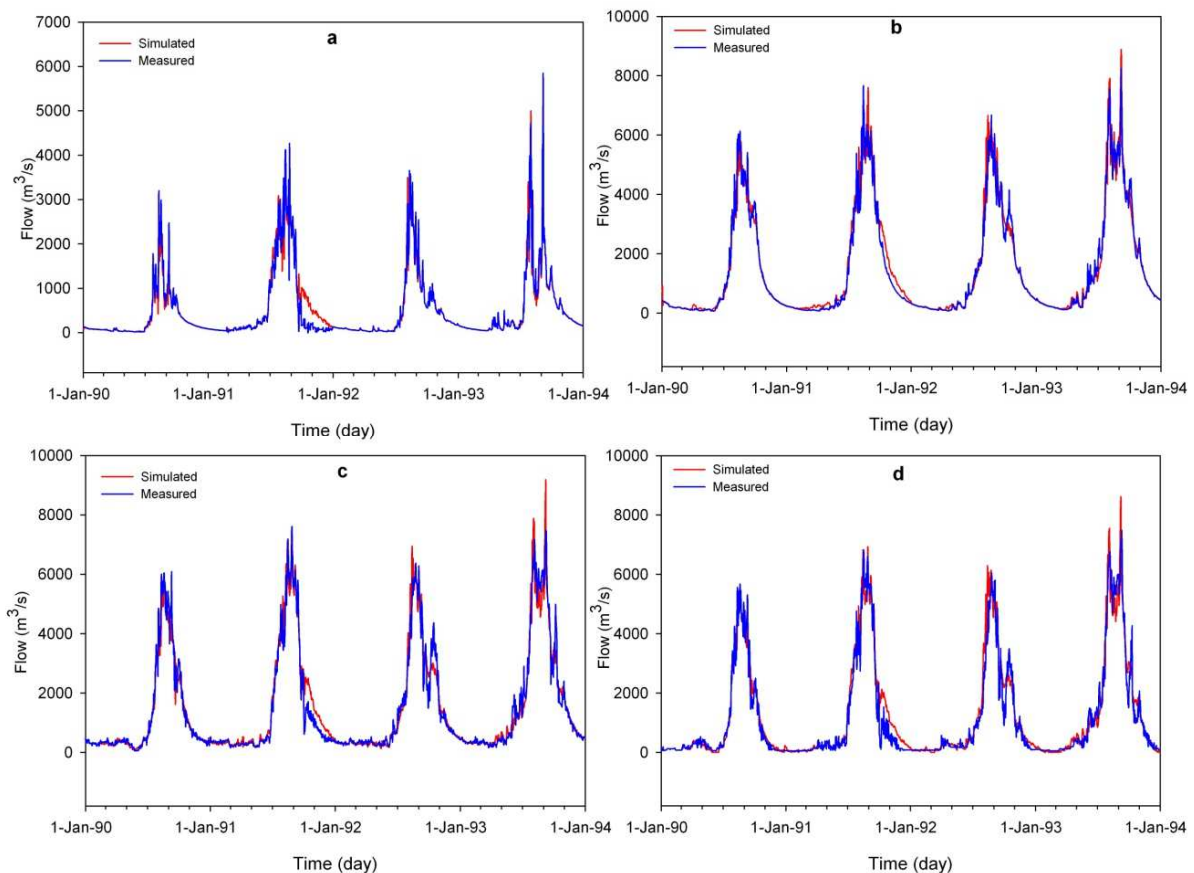 a
Simulated
Measured
7000
6000
5000
4000
3000
2000
1000
0
Flow (m³/s)
1-Jan-90
1-Jan-91
1-Jan-92
1-Jan-93
1-Jan-94
Time (day)
b
Simulated
Measured
10000
8000
6000
4000
2000
0
Flow (m³/s)
1-Jan-90
1-Jan-91
1-Jan-92
1-Jan-93
1-Jan-94
Time (day)
c
Simulated
Measured
10000
8000
6000
4000
2000
0
Flow (m³/s)
1-Jan-90
1-Jan-91
1-Jan-92
1-Jan-93
1-Jan-94
Time (day)
d
Simulated
Measured
10000
8000
6000
4000
2000
0
Flow (m³/s)
1-Jan-90
1-Jan-91
1-Jan-92
1-Jan-93
1-Jan-94
Time (day)